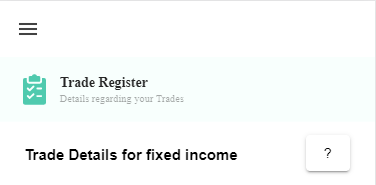 Trade Register
Details regarding your Trades
Trade Details for fixed income
?